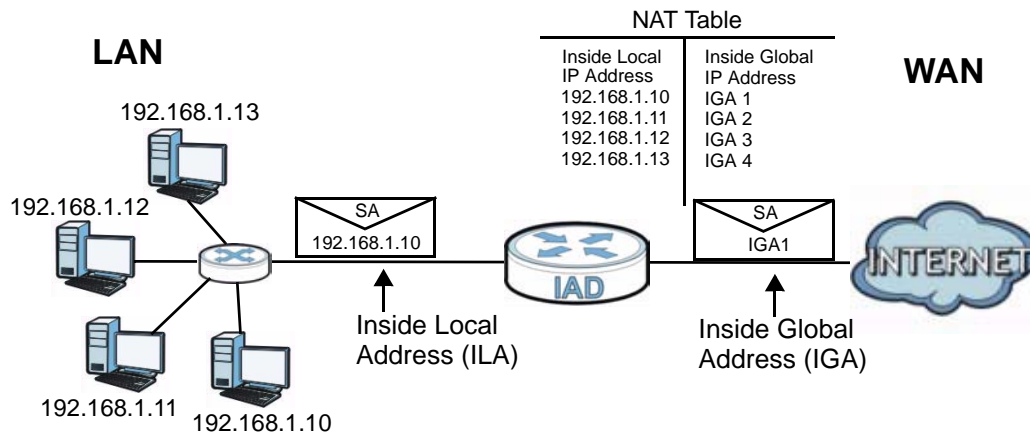 NAT Table
LAN
WAN
Inside Local
IP Address
192.168.1.10
192.168.1.11
192.168.1.12
192.168.1.13
Inside Global
IP Address
IGA 1
IGA 2
IGA 3
IGA 4
192.168.1.13
192.168.1.12
192.168.1.11
192.168.1.10
SA
192.168.1.10
IAD
SA
IGA1
INTERNET
Inside Local
Address (ILA)
Inside Global
Address (IGA)